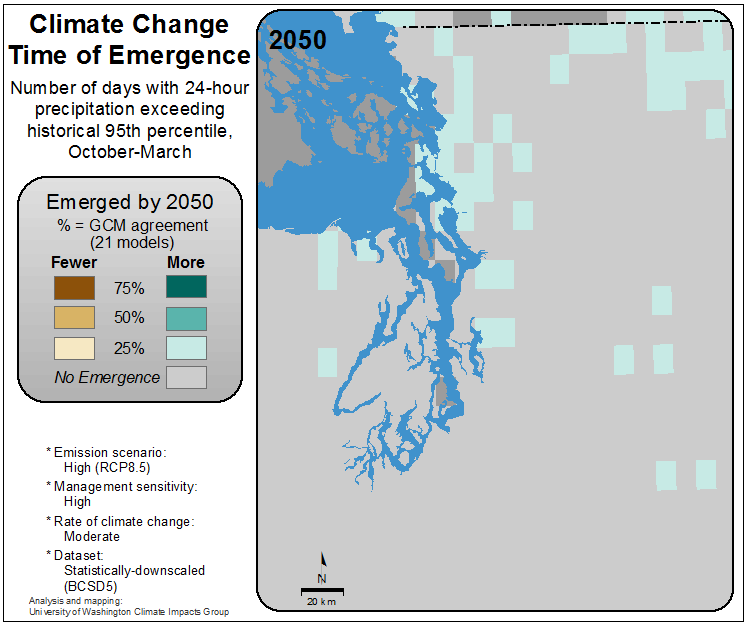 Climate Change
Time of Emergence
Number of days with 24-hour
precipitation exceeding
historical 95th percentile,
October-March
Emerged by 2050
% = GCM agreement
(21 models)
Fewer More
75%
50%
25%
No Emergence
* Emission scenario:
High (RCP8.5)
* Management sensitivity:
High
* Rate of climate change:
Moderate
* Dataset:
Statistically-downscaled
(BCSD5)
Analysis and mapping:
University of Washington Climate Impacts Group
2050
N
20 km